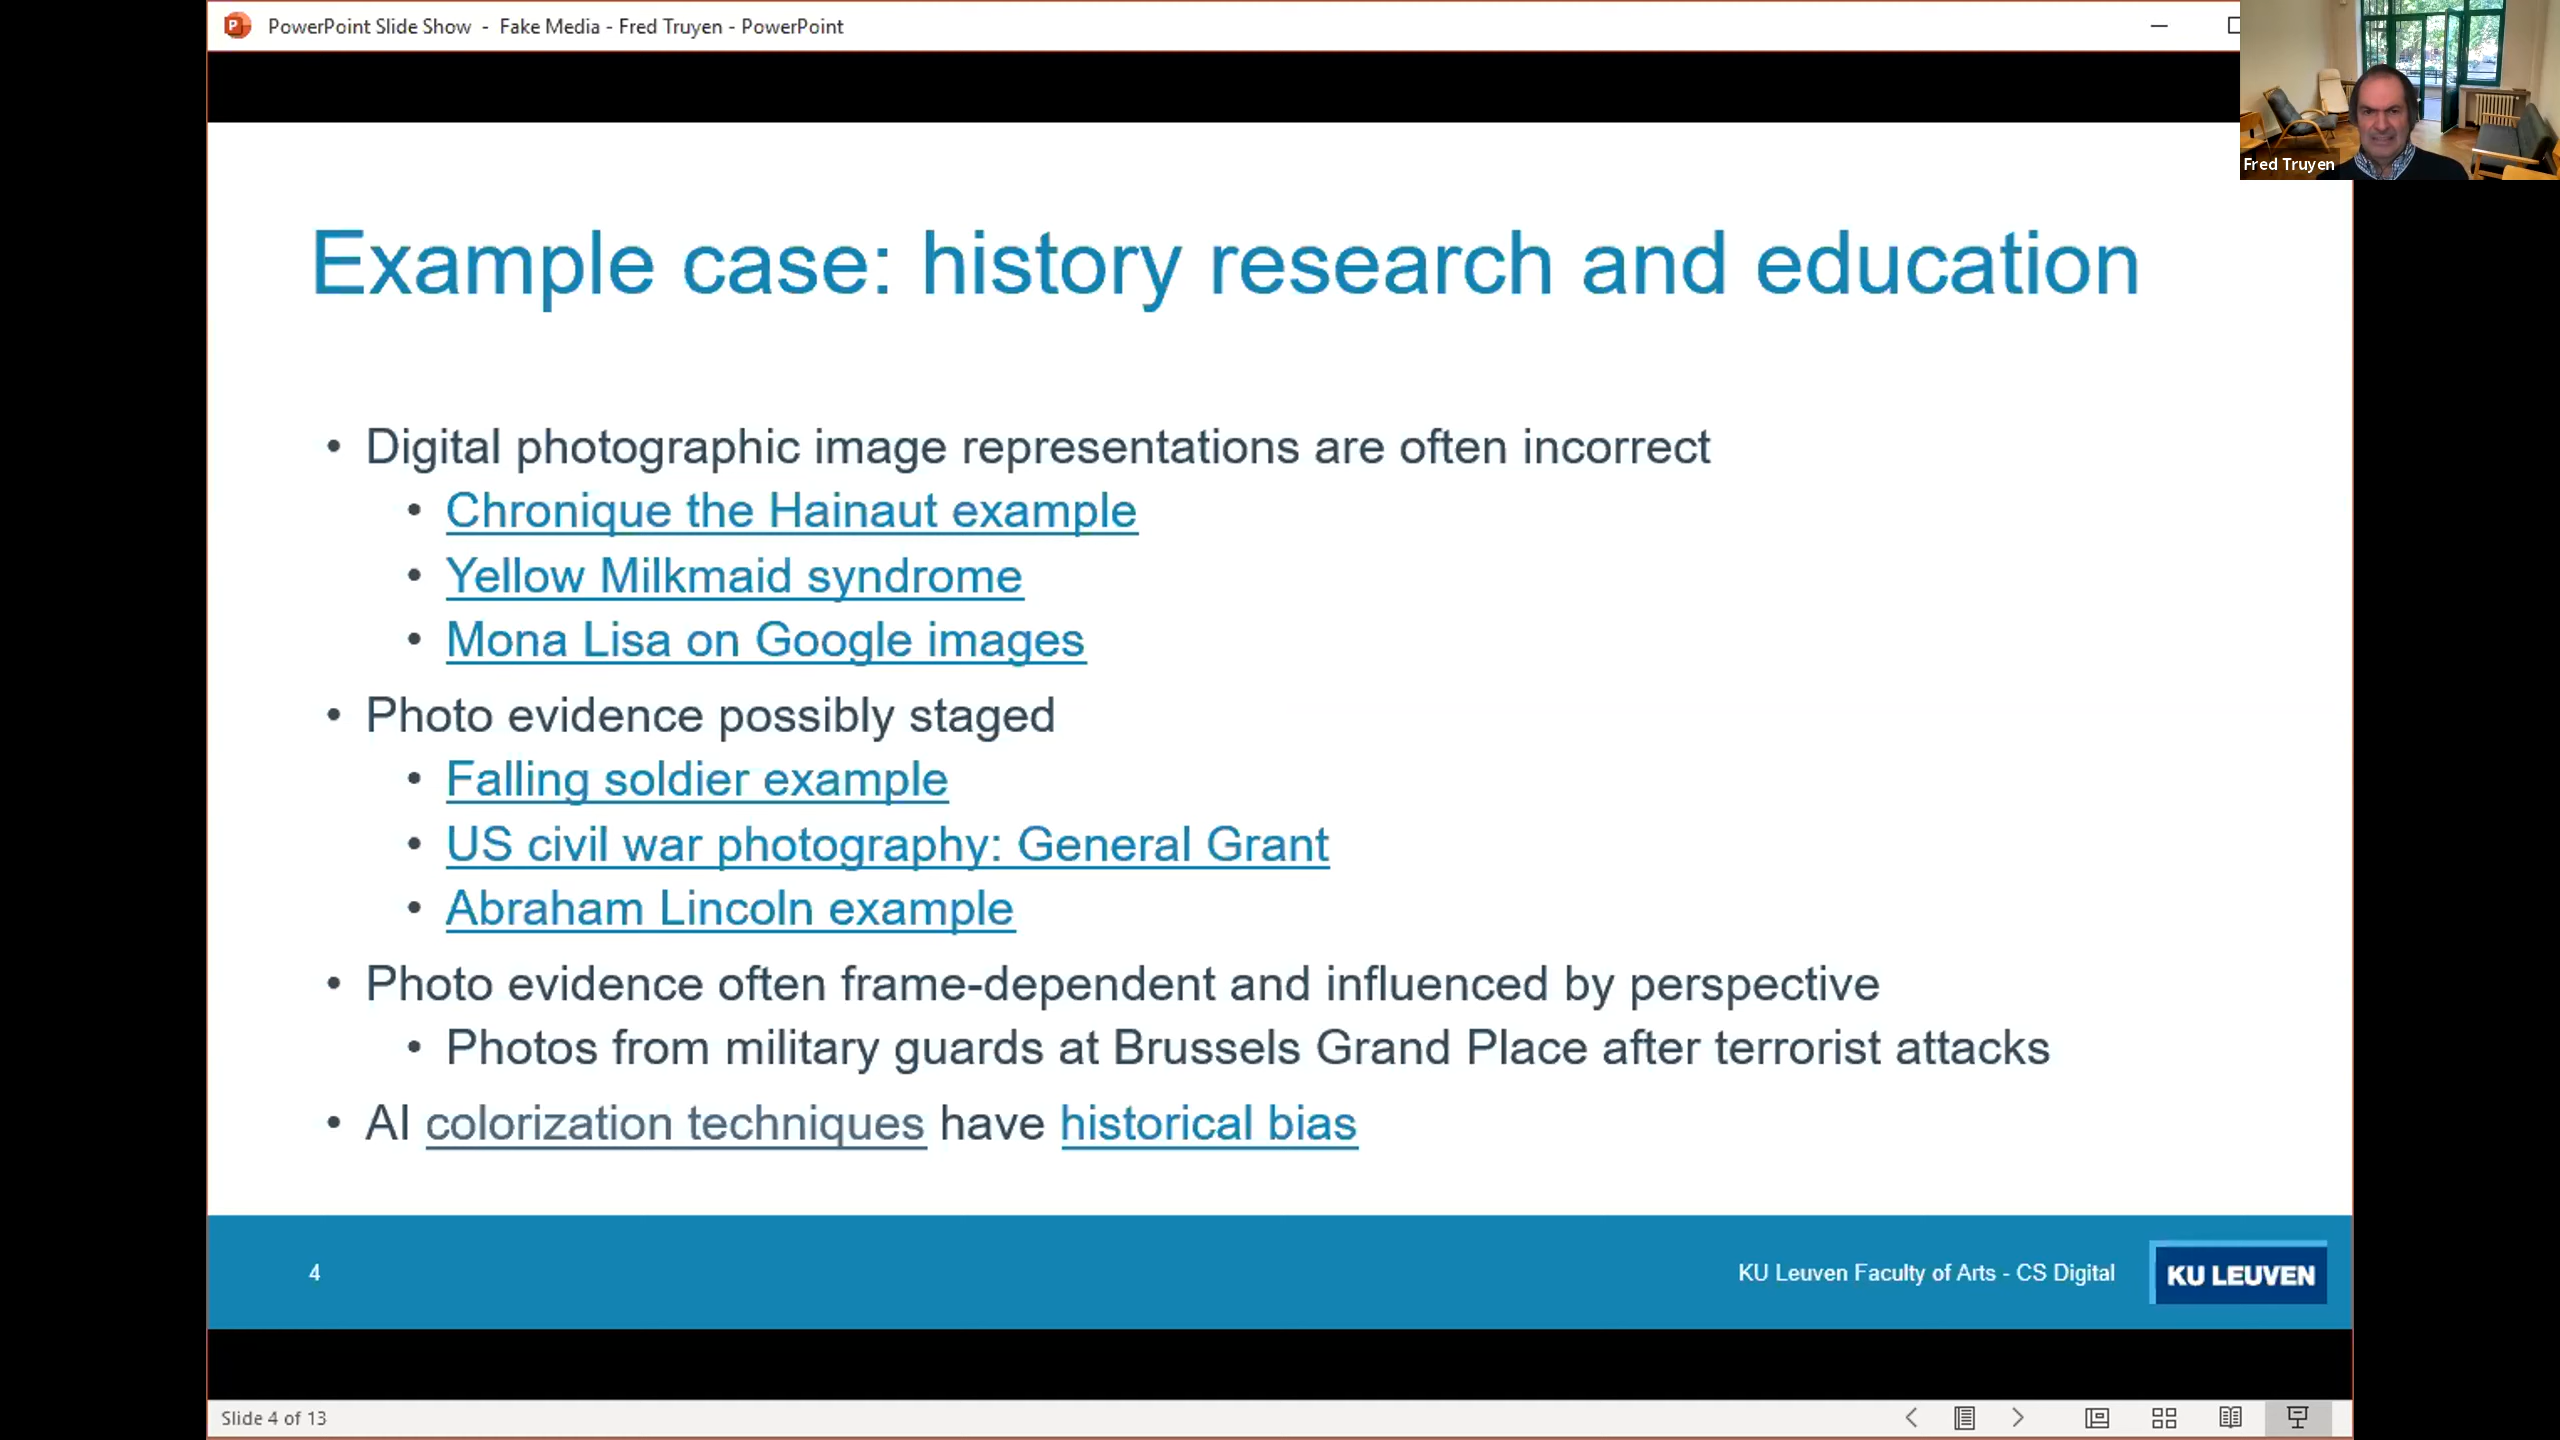 PowerPoint Slide Show - Fake Media - Fred Truyen - PowerPoint
Fred Truyen
Example case: history research and education
• Digital photographic image representations are often incorrect
• Chronique the Hainaut example
• Yellow Milkmaid syndrome
• Mona Lisa on Google images
• Photo evidence possibly staged
• Falling soldier example
• US civil war photography: General Grant
• Abraham Lincoln example
• Photo evidence often frame-dependent and influenced by perspective
• Photos from military guards at Brussels Grand Place after terrorist attacks
• AI colorization techniques have historical bias
4
KU Leuven Faculty of Arts - CS Digital
KU LEUVEN
Slide 4 of 13